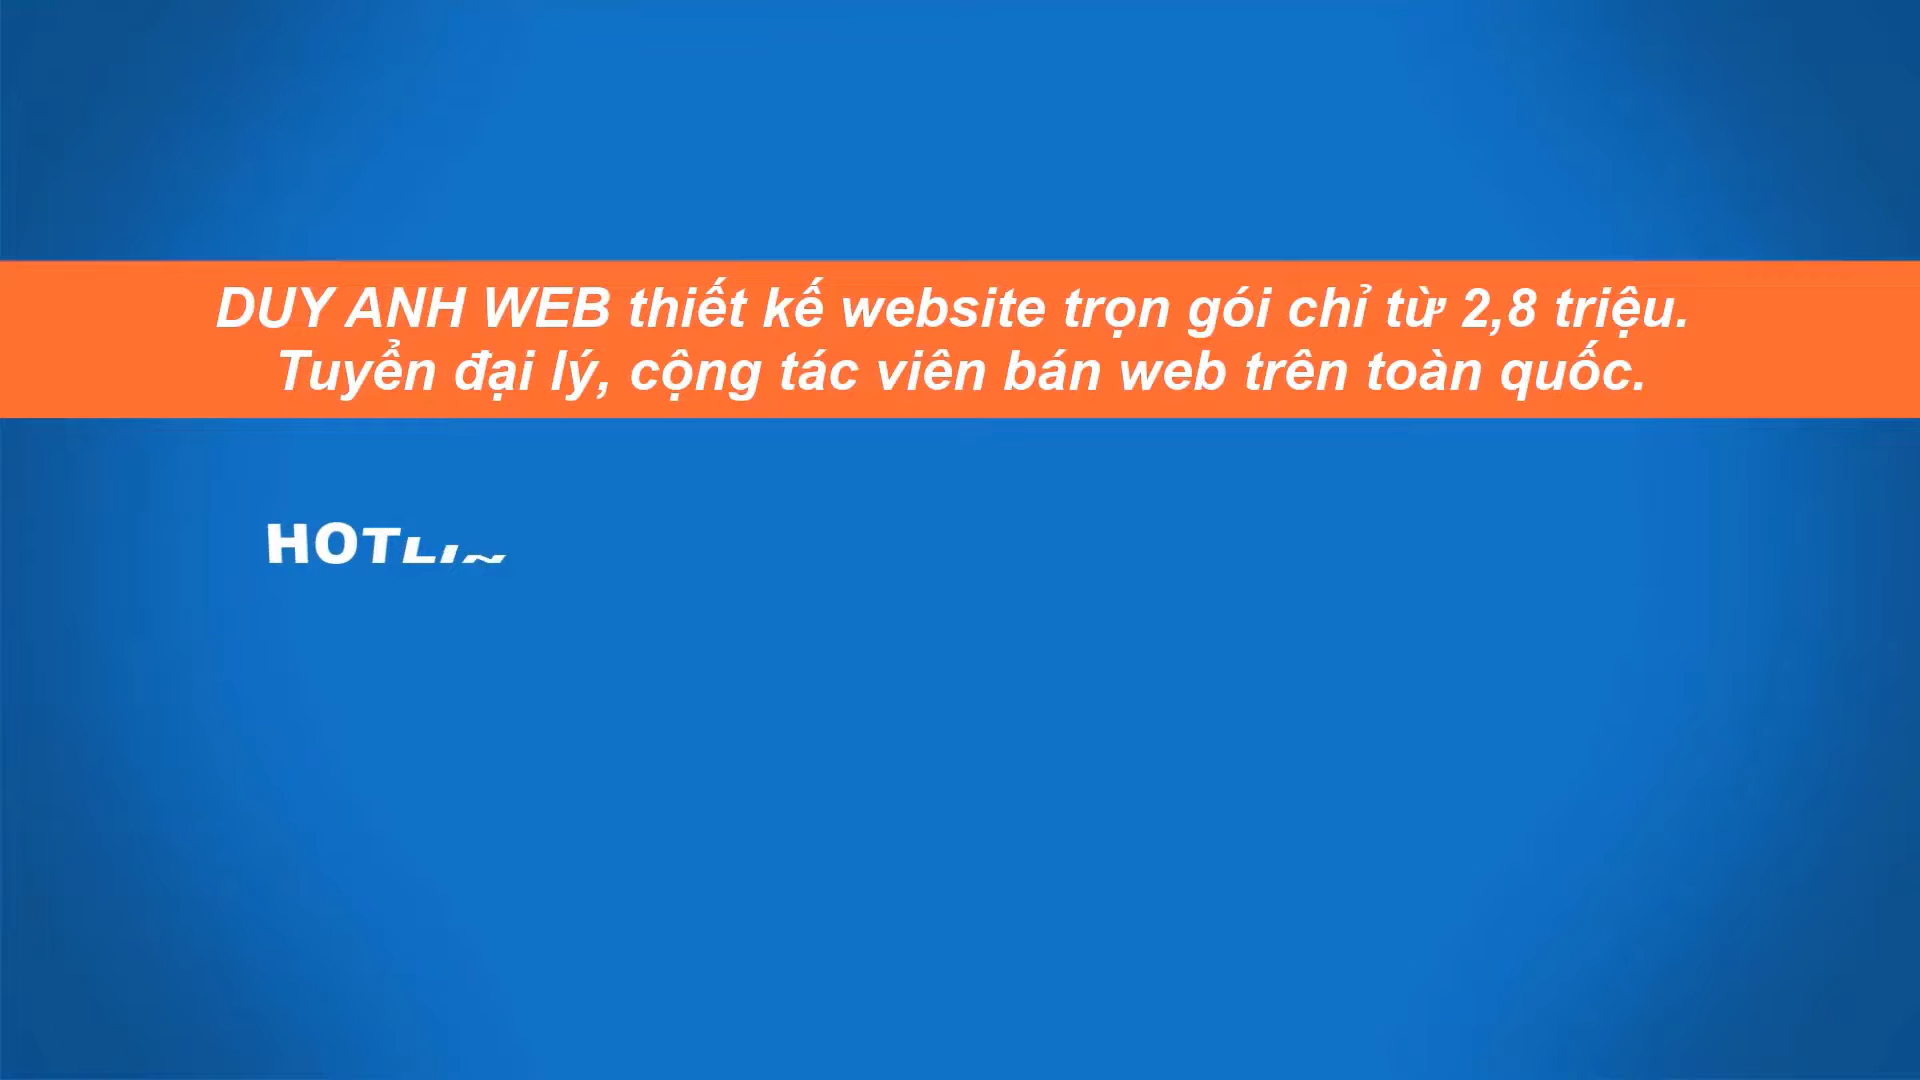 DUY ANH WEB thiết kế website trọn gói chỉ từ 2,8 triệu.
Tuyển đại lý, cộng tác viên bán web trên toàn quốc.
HOTLIN